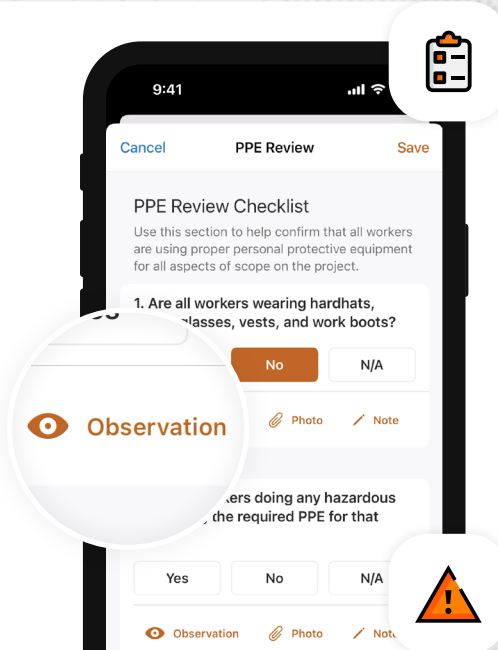 9:41
Cancel PPE Review Save
PPE Review Checklist
Use this section to help confirm that all workers
are using proper personal protective equipment
for all aspects of scope on the project.
1. Are all workers wearing hardhats,
glasses, vests, and work boots?
No N/A
Observation Photo Note
doing any hazardous
the required PPE for that
Yes No N/A
Observation Photo Note